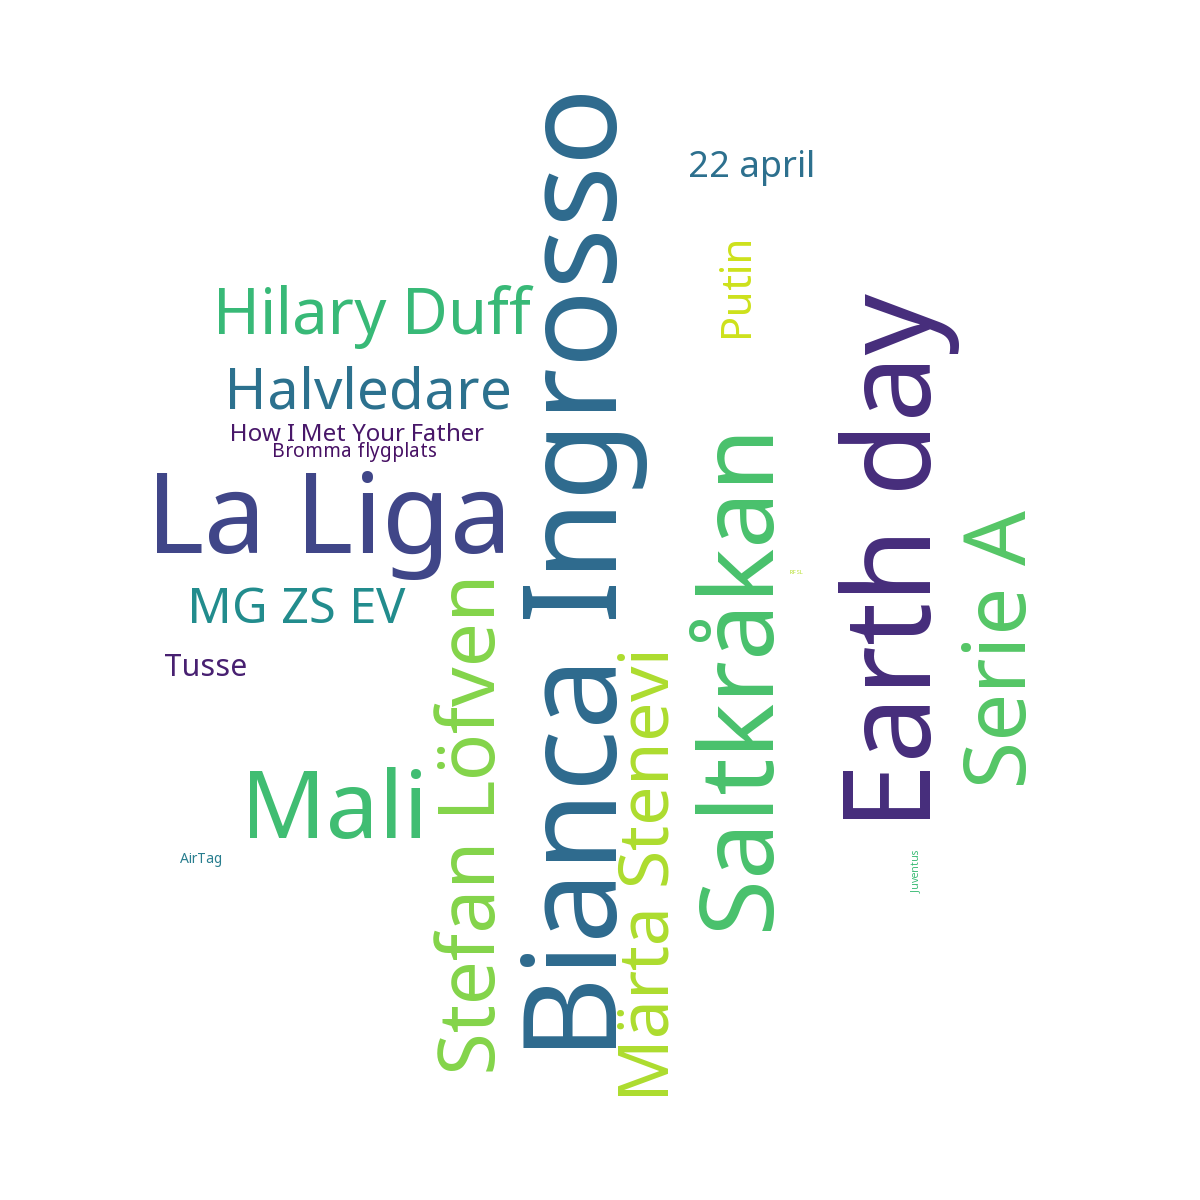 22 april
Putin
Hilary Duff
Halvledare
How I Met Your Father
Bromma flygplats
La Liga
MG ZS EV
Tusse
Mali
AirTag
Stefan Löfven
Bianca Ingrosso
Märta Stenevi
Saltkråkan
Earth day
Serie A
Juventus